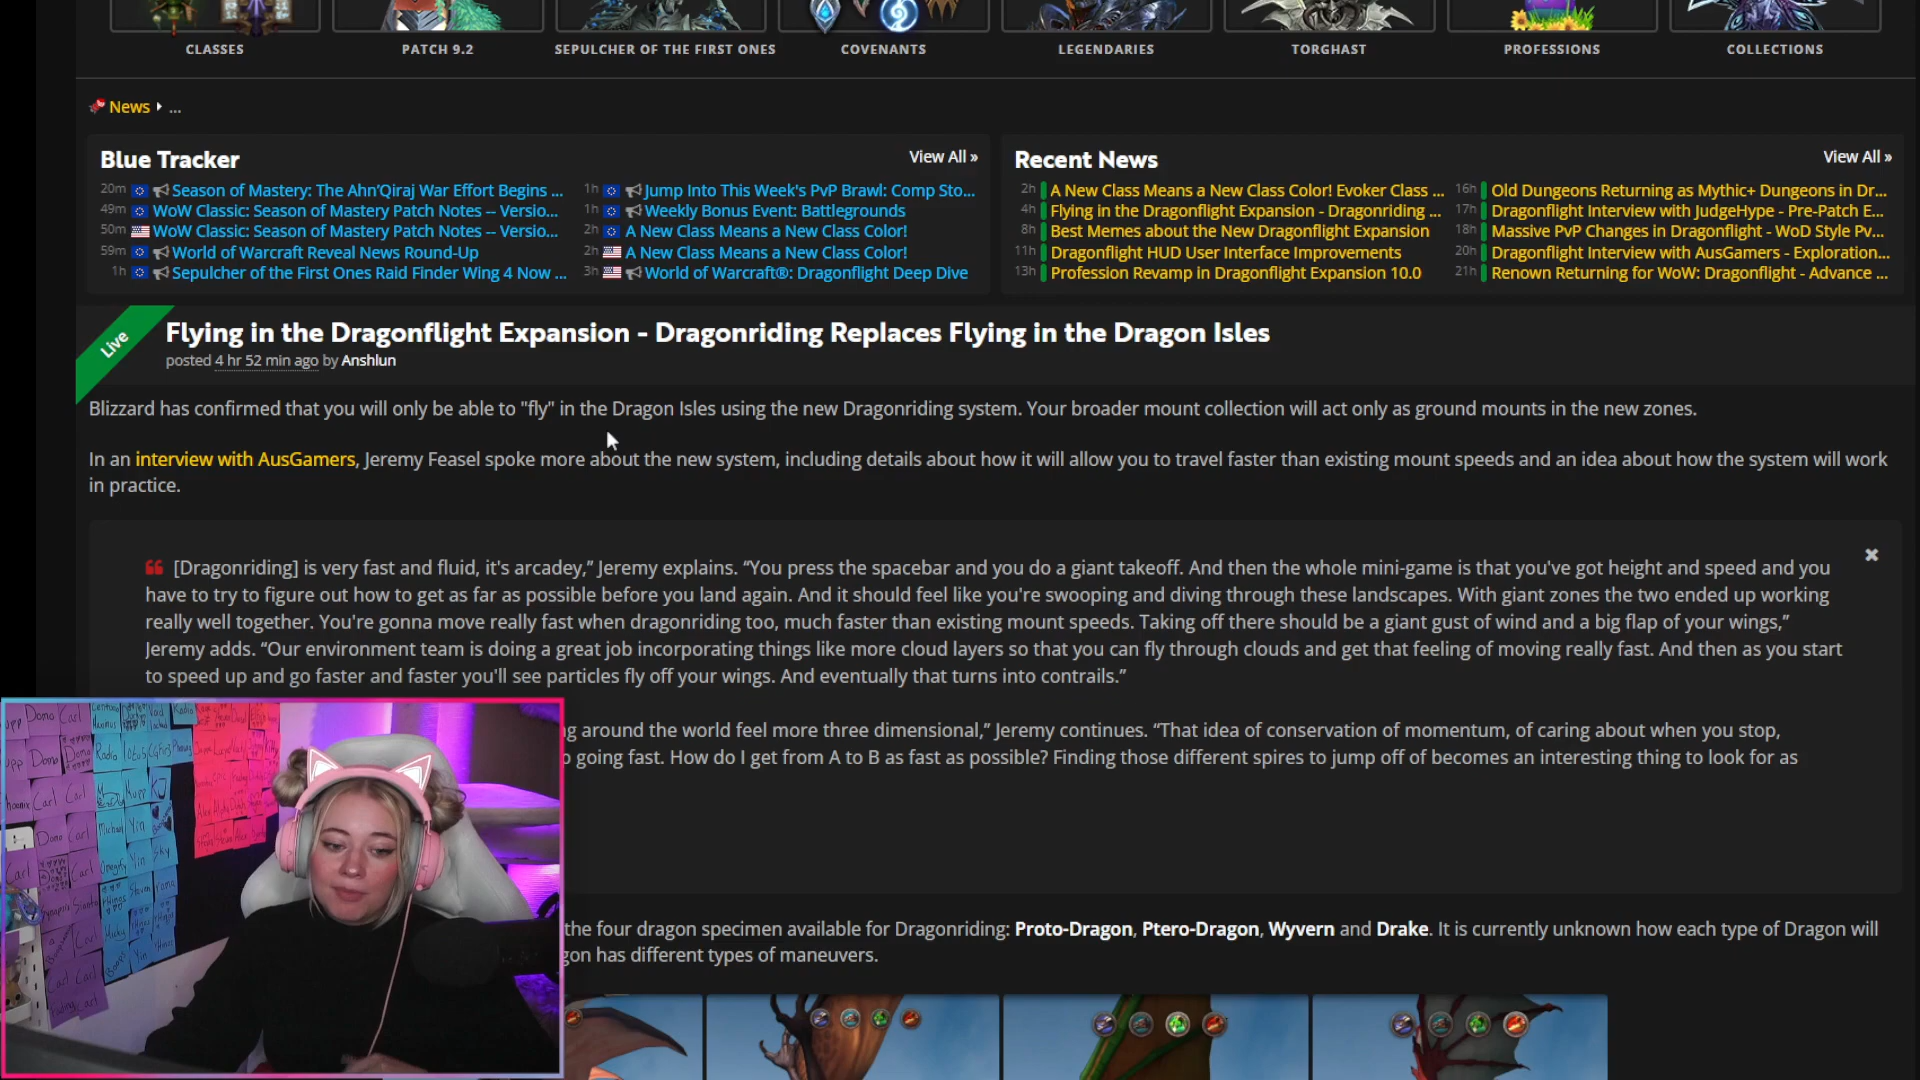 CLASSES
PATCH 9.2
SEPULCHER OF THE FIRST ONES
COVENANTS
LEGENDARIES
TORGHAST
PROFESSIONS
COLLECTIONS
News ...
Blue Tracker
View All »
20m Season of Mastery: The Ahn'Qiraj War Effort Begins ...
49m WoW Classic: Season of Mastery Patch Notes -- Versio...
50m WoW Classic: Season of Mastery Patch Notes -- Versio...
59m World of Warcraft Reveal News Round-Up
1h Sepulcher of the First Ones Raid Finder Wing 4 Now ...
1h Jump Into This Week's PvP Brawl: Comp Sto...
1h Weekly Bonus Event: Battlegrounds
2h A New Class Means a New Class Color!
2h A New Class Means a New Class Color!
3h World of Warcraft®: Dragonflight Deep Dive
Recent News
View All »
2h A New Class Means a New Class Color! Evoker Class ...
4h Flying in the Dragonflight Expansion - Dragonriding ...
8h Best Memes about the New Dragonflight Expansion
11h Dragonflight HUD User Interface Improvements
13h Profession Revamp in Dragonflight Expansion 10.0
16h Old Dungeons Returning as Mythic+ Dungeons in Dr...
17h Dragonflight Interview with JudgeHype - Pre-Patch E...
18h Massive PvP Changes in Dragonflight - WoD Style Pv...
20h Dragonflight Interview with AusGamers - Exploration...
21h Renown Returning for WoW: Dragonflight - Advance ...
Live
Flying in the Dragonflight Expansion - Dragonriding Replaces Flying in the Dragon Isles
posted 4 hr 52 min ago by Anshlun
Blizzard has confirmed that you will only be able to "fly" in the Dragon Isles using the new Dragonriding system. Your broader mount collection will act only as ground mounts in the new zones.
In an interview with AusGamers, Jeremy Feasel spoke more about the new system, including details about how it will allow you to travel faster than existing mount speeds and an idea about how the system will work
in practice.
[Dragonriding] is very fast and fluid, it's arcadey,” Jeremy explains. “You press the spacebar and you do a giant takeoff. And then the whole mini-game is that you've got height and speed and you
have to try to figure out how to get as far as possible before you land again. And it should feel like you're swooping and diving through these landscapes. With giant zones the two ended up working
really well together. You're gonna move really fast when dragonriding too, much faster than existing mount speeds. Taking off there should be a giant gust of wind and a big flap of your wings,”
Jeremy adds. “Our environment team is doing a great job incorporating things like more cloud layers so that you can fly through clouds and get that feeling of moving really fast. And then as you start
to speed up and go faster and faster you'll see particles fly off your wings. And eventually that turns into contrails.”
around the world feel more three dimensional,” Jeremy continues. “That idea of conservation of momentum, of caring about when you stop,
going fast. How do I get from A to B as fast as possible? Finding those different spires to jump off of becomes an interesting thing to look for as
the four dragon specimen available for Dragonriding: Proto-Dragon, Ptero-Dragon, Wyvern and Drake. It is currently unknown how each type of Dragon will
has different types of maneuvers.
Domo Carl
Carl
Domo Carl
Yin